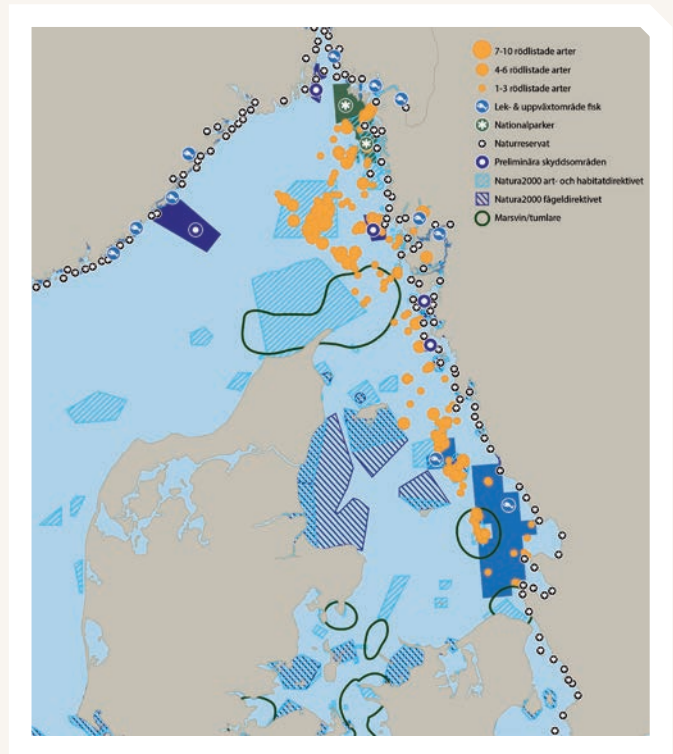 7-10 rödlistade arter
4-6 rödlistade arter
1-3 rödlistade arter
Lek- & uppväxtområde fisk
Nationalparker
Naturreservat
Preliminära skyddsområden
Natura2000 art- och habitatdirektivet
Natura2000 fågeldirektivet
Marsvin/tumlare